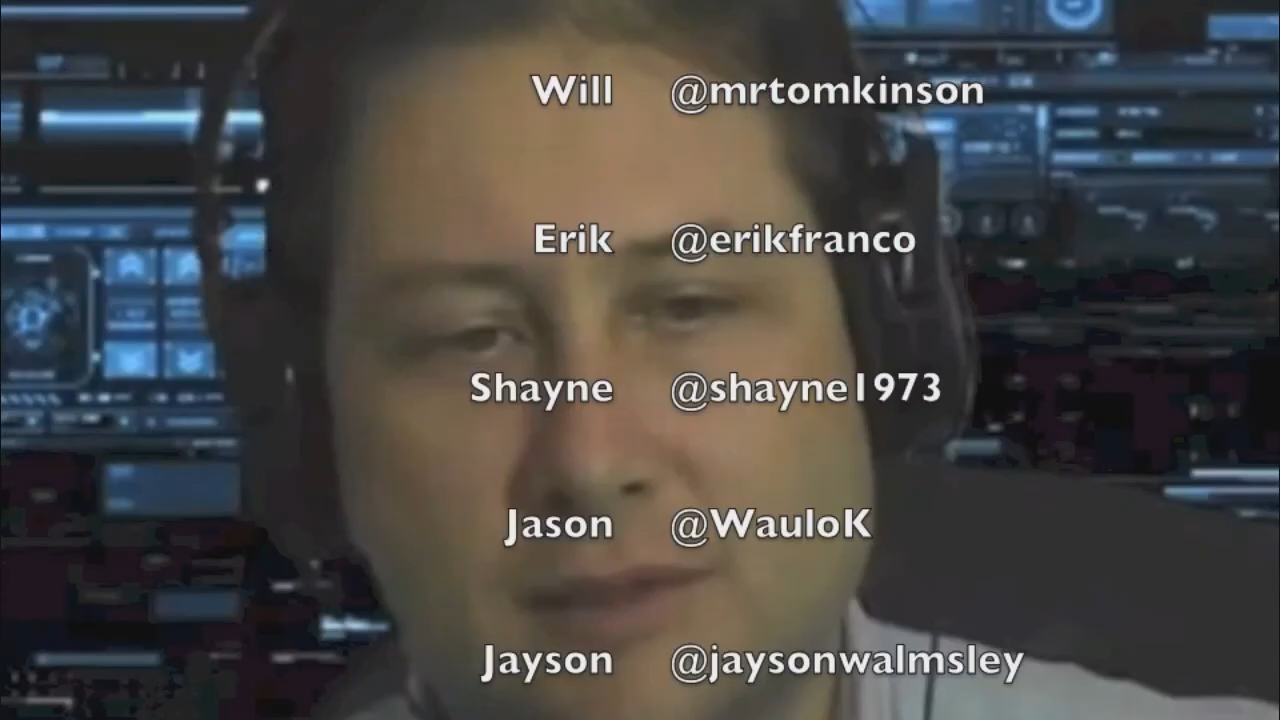 Will @mrtomkinson
Erik @erikfranco
Shayne @shayne1973
Jason @WauloK
Jayson @jaysonwalmsley